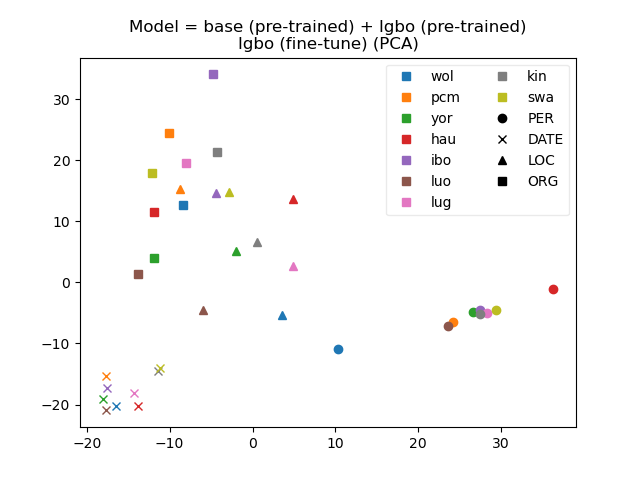 Model = base (pre-trained) + Igbo (pre-trained)
Igbo (fine-tune) (PCA)
wol
pcm
yor
hau
ibo
luo
lug
kin
swa
PER
DATE
LOC
ORG
30
20
10
0
−10
−20
−20
−10
0
10
20
30